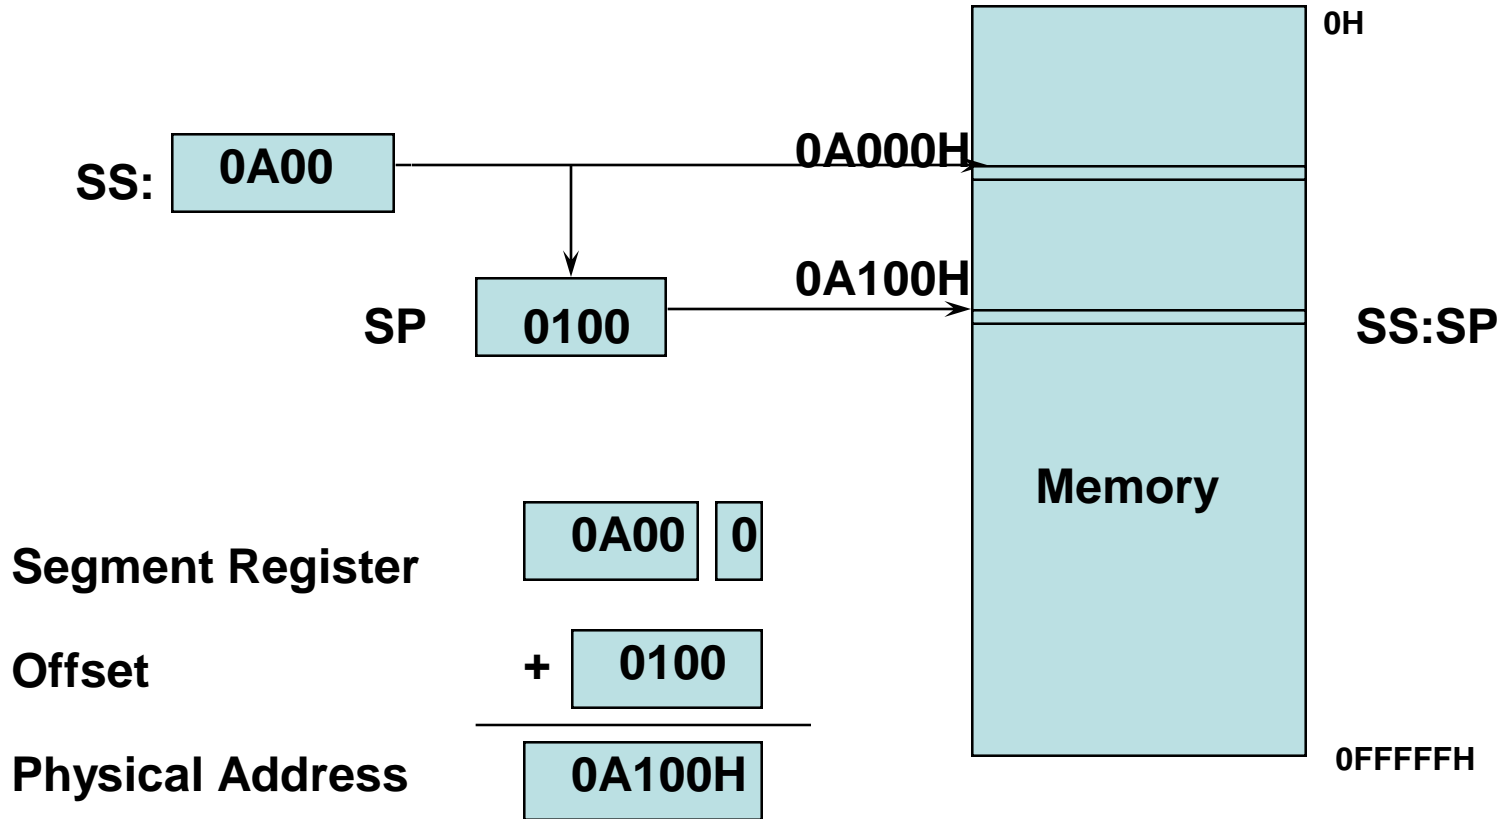 0H
0A000H
SS: 0A00
0A100H
SP 0100 SS:SP
Memory
Segment Register 0A00 0
Offset + 0100
Physical Address 0A100H
0FFFFFH